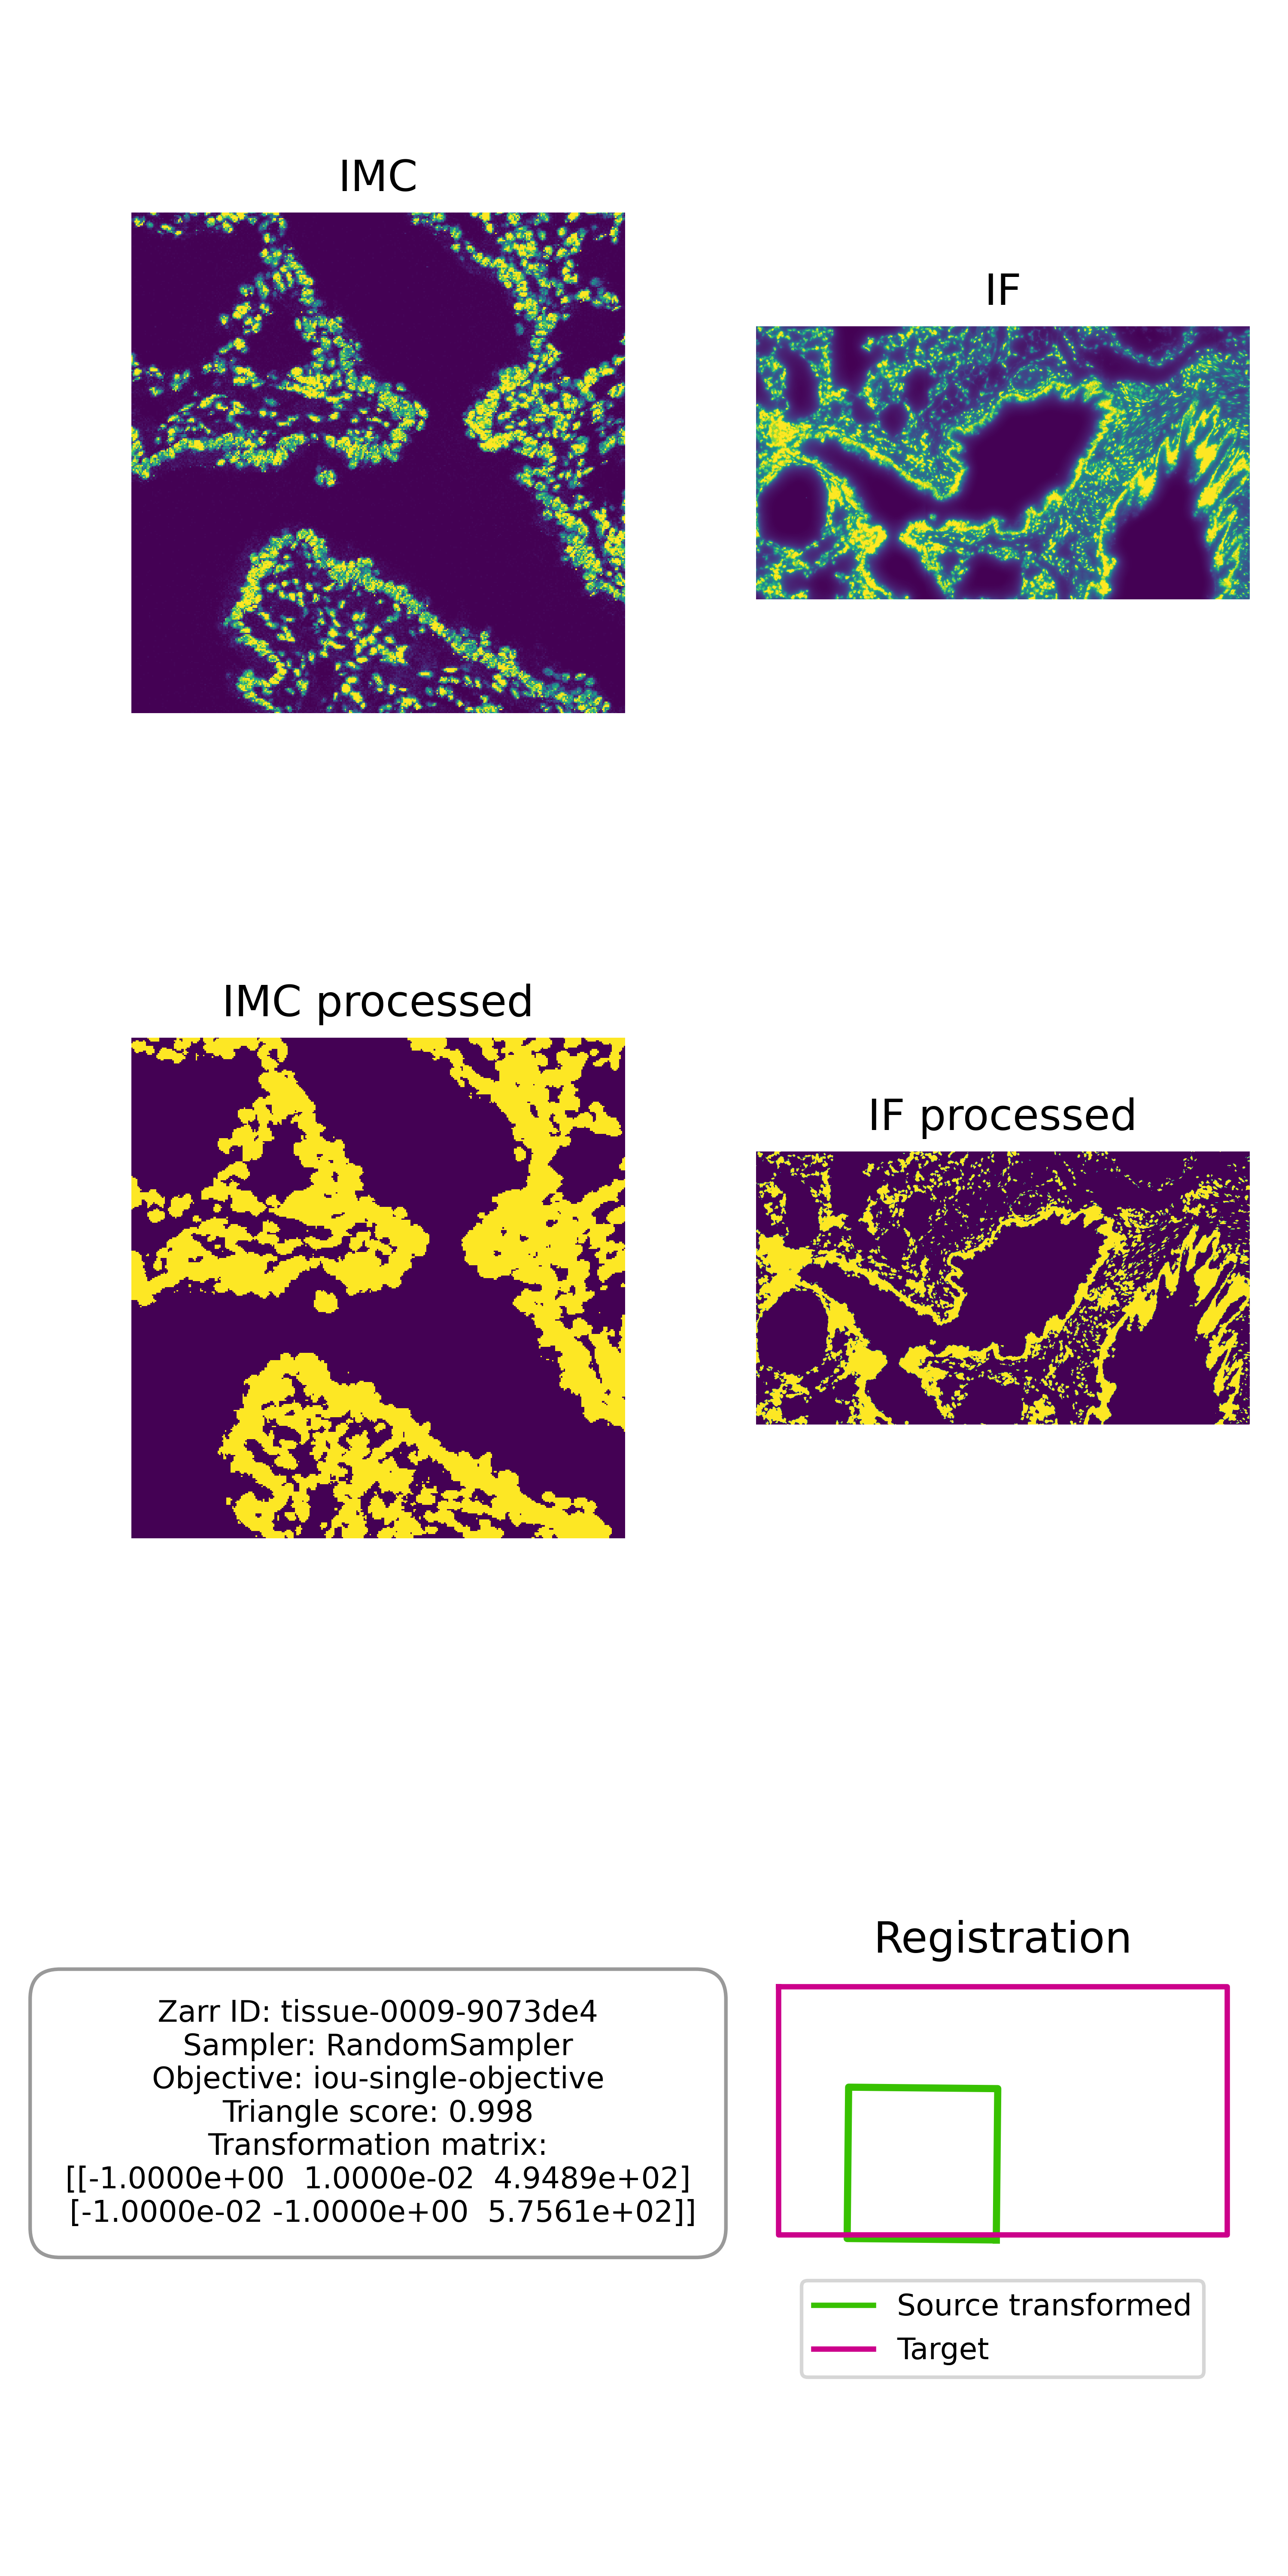 IMC
IF
IMC processed
IF processed
Registration
Zarr ID: tissue-0009-9073de4
Sampler: RandomSampler
Objective: iou-single-objective
Triangle score: 0.998
Transformation matrix:
[[-1.0000e+00  1.0000e-02  4.9489e+02]
[-1.0000e-02 -1.0000e+00  5.7561e+02]]
Source transformed
Target